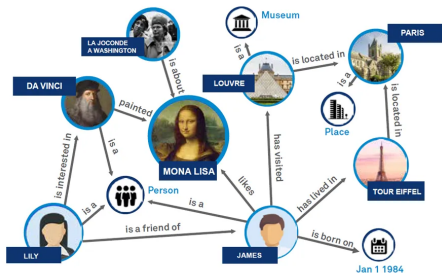 Museum
LA JOCONDE
A WASHINGTON
PARIS
is a
is located in
is about
LOUVRE
DA VINCI
is a
painted
Place
is located in
is a
MONA LISA
has visited
is interested in
Person
likes
TOUR EIFFEL
is a
is a
has lived in
is a friend of
LILY
JAMES
is born on
Jan 1 1984